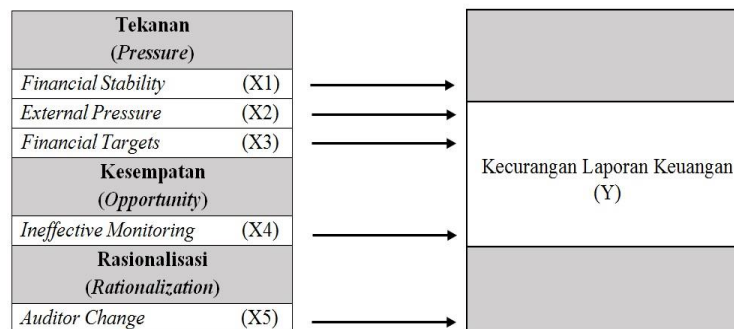 Tekanan
(Pressure)
Financial Stability (X1)
External Pressure (X2)
Financial Targets (X3)
Kesempatan
(Opportunity)
Ineffective Monitoring (X4)
Rasionalisasi
(Rationalization)
Auditor Change (X5)
Kecurangan Laporan Keuangan
(Y)